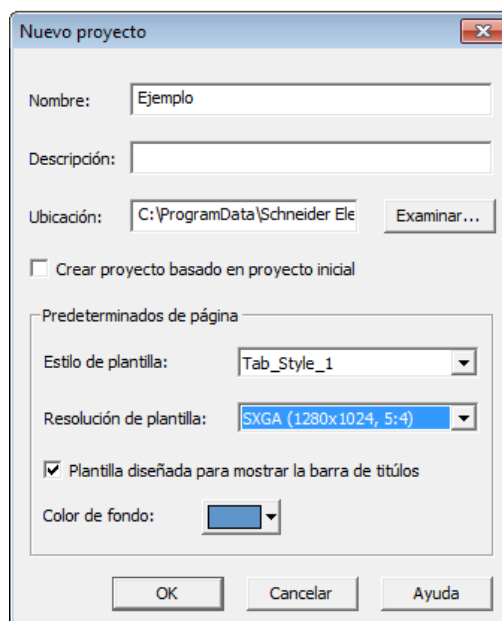 Nuevo proyecto
Nombre: Ejemplo
Descripción:
Ubicación: C:\ProgramData\Schneider Ele Examinar...
Crear proyecto basado en proyecto inicial
Predeterminados de página
Estilo de plantilla: Tab_Style_1
Resolución de plantilla: SXGA (1280x1024, 5:4)
Plantilla diseñada para mostrar la barra de titúlos
Color de fondo:
OK Cancelar Ayuda